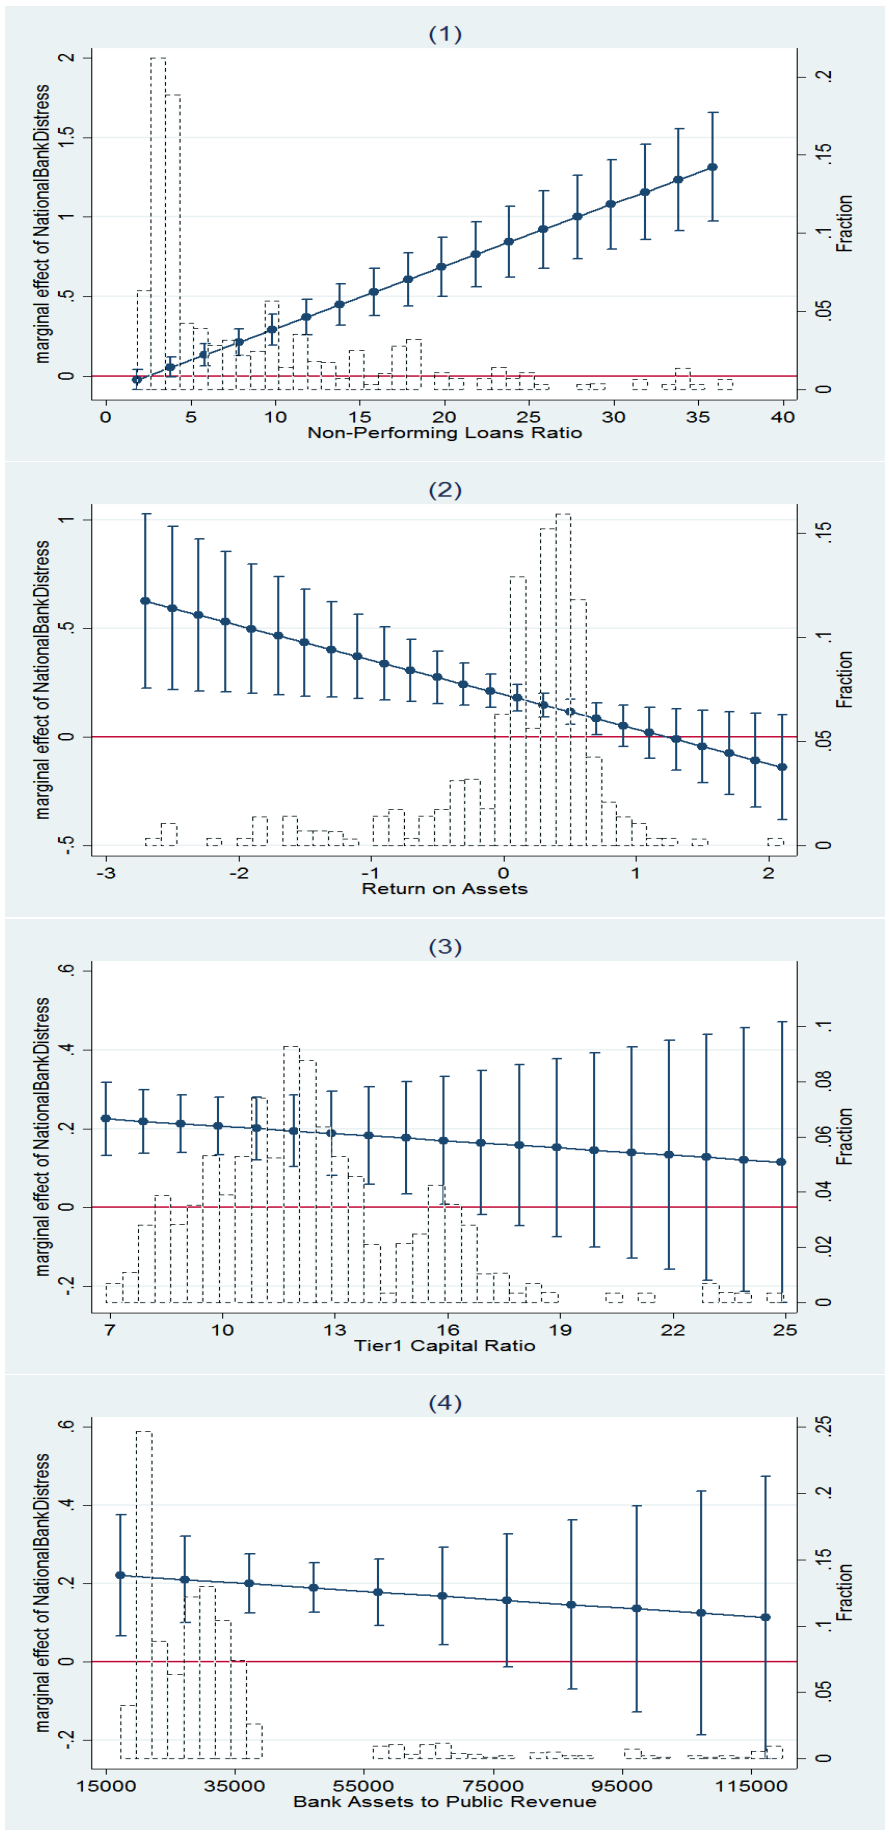 (1)
marginal effect of NationalBankDistress
2
1.5
1
.5
0
.2
.15
.1
.05
0
Fraction
0 5 10 15 20 25 30 35 40
Non-Performing Loans Ratio
(2)
marginal effect of NationalBankDistress
1
.5
0
-.5
.15
.1
.05
0
Fraction
-3 -2 -1 0 1 2
Return on Assets
(3)
marginal effect of NationalBankDistress
.6
.4
.2
0
-.2
.1
.08
.06
.04
.02
0
Fraction
7 10 13 16 19 22 25
Tier1 Capital Ratio
(4)
marginal effect of NationalBankDistress
.6
.4
.2
0
-.2
.25
.2
.15
.1
.05
0
Fraction
15000 35000 55000 75000 95000 115000
Bank Assets to Public Revenue